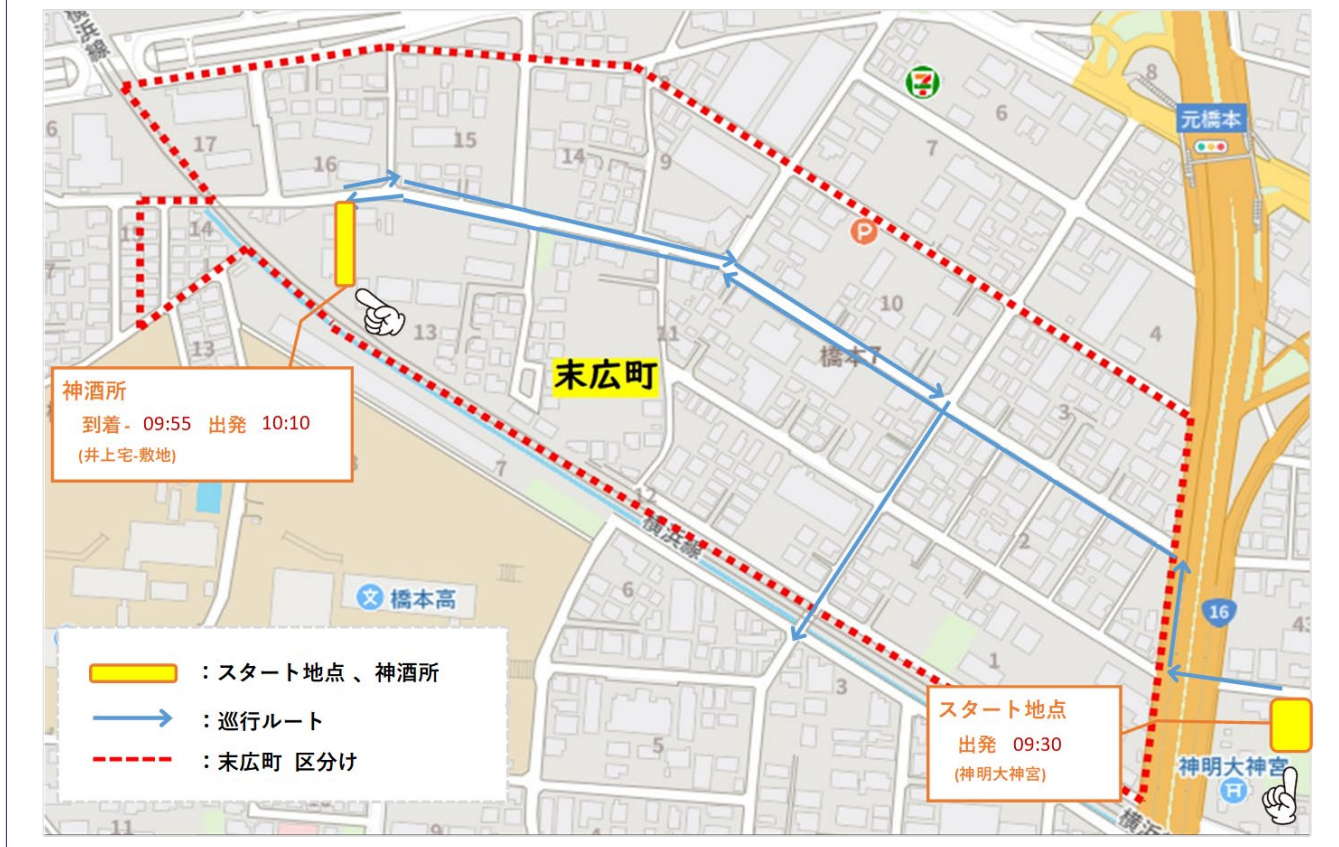 横浜線
元橋本
8
6
7
6
17
15
16
14
9
P
15
14
10
4
7
13
11
橋本7
末広町
13
3
神酒所
到着- 09:55 出発 10:10
(井上宅-敷地)
7
12
横浜線
2
文 橋本高
6
16
43
：スタート地点 、神酒所
1
3
スタート地点
出発 09:30
(神明大神宮)
：巡行ルート
5
：末広町 区分け
神明大神宮
11
9
4